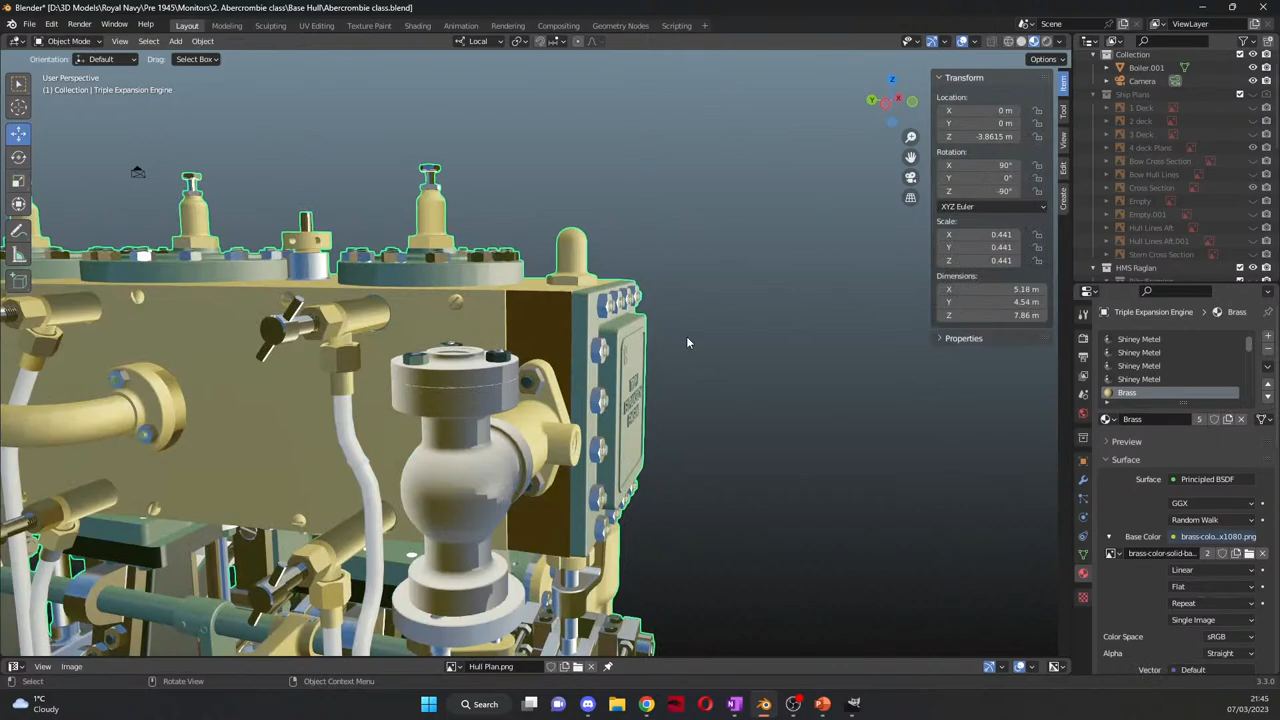 Blender* [D:\3D Models\Royal Navy\Pre 1945\Monitors\2. Abercrombie class\Base Hull\Abercrombie class.blend]
File Edit Render Window Help Layout Modeling Sculpting UV Editing Texture Paint Shading Animation Rendering Compositing Geometry Nodes Scripting + Scene ViewLayer
Object Mode View Select Add Object Local
Orientation: Default Drag: Select Box Options
User Perspective
(1) Collection | Triple Expansion Engine
Transform
Location:
X 0 m
Y 0 m
Z -3.8615 m
Rotation:
X 90°
Y 0°
Z -90°
XYZ Euler
Scale:
X 0.441
Y 0.441
Z 0.441
Dimensions:
X 5.18 m
Y 4.54 m
Z 7.86 m
Properties
Item
Tool
View
Edit
Create
Collection
Boiler.001
Camera
Ship Plans
1 Deck
2 deck
3 Deck
4 deck Plans
Bow Cross Section
Bow Hull Lines
Cross Section
Empty
Empty.001
Hull Lines Aft
Hull Lines Aft.001
Stern Cross Section
HMS Raglan
Triple Expansion Engine > Brass
Shiney Metel
Shiney Metel
Shiney Metel
Shiney Metel
Brass
Brass 5
Preview
Surface
Surface Principled BSDF
GGX
Random Walk
Base Color brass-colo..x1080.png
brass-color-solid-ba... 2
Linear
Flat
Repeat
Single Image
Color Space sRGB
Alpha Straight
Vector Default
View Image Hull Plan.png
Select Rotate View Object Context Menu 3.3.0
1°C
Cloudy
Search
21:45
07/03/2023